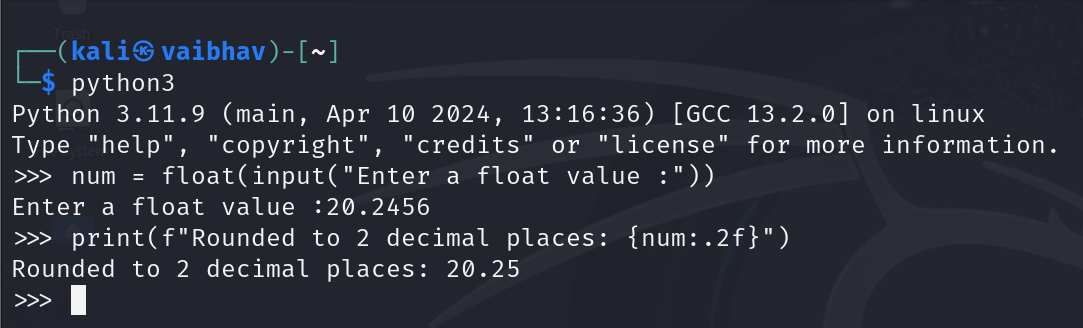 Trash
┌──(kali㉿vaibhav)-[~]
└─$ python3
Python 3.11.9 (main, Apr 10 2024, 13:16:36) [GCC 13.2.0] on linux
Type "help", "copyright", "credits" or "license" for more information.
>>> num = float(input("Enter a float value :"))
Enter a float value :20.2456
>>> print(f"Rounded to 2 decimal places: {num:.2f}")
Rounded to 2 decimal places: 20.25
>>>